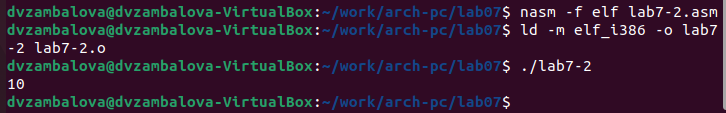 dvzambalova@dvzambalova-VirtualBox:~/work/arch-pc/lab07$ nasm -f elf lab7-2.asm
dvzambalova@dvzambalova-VirtualBox:~/work/arch-pc/lab07$ ld -m elf_i386 -o lab7
-2 lab7-2.o
dvzambalova@dvzambalova-VirtualBox:~/work/arch-pc/lab07$ ./lab7-2
10
dvzambalova@dvzambalova-VirtualBox:~/work/arch-pc/lab07$